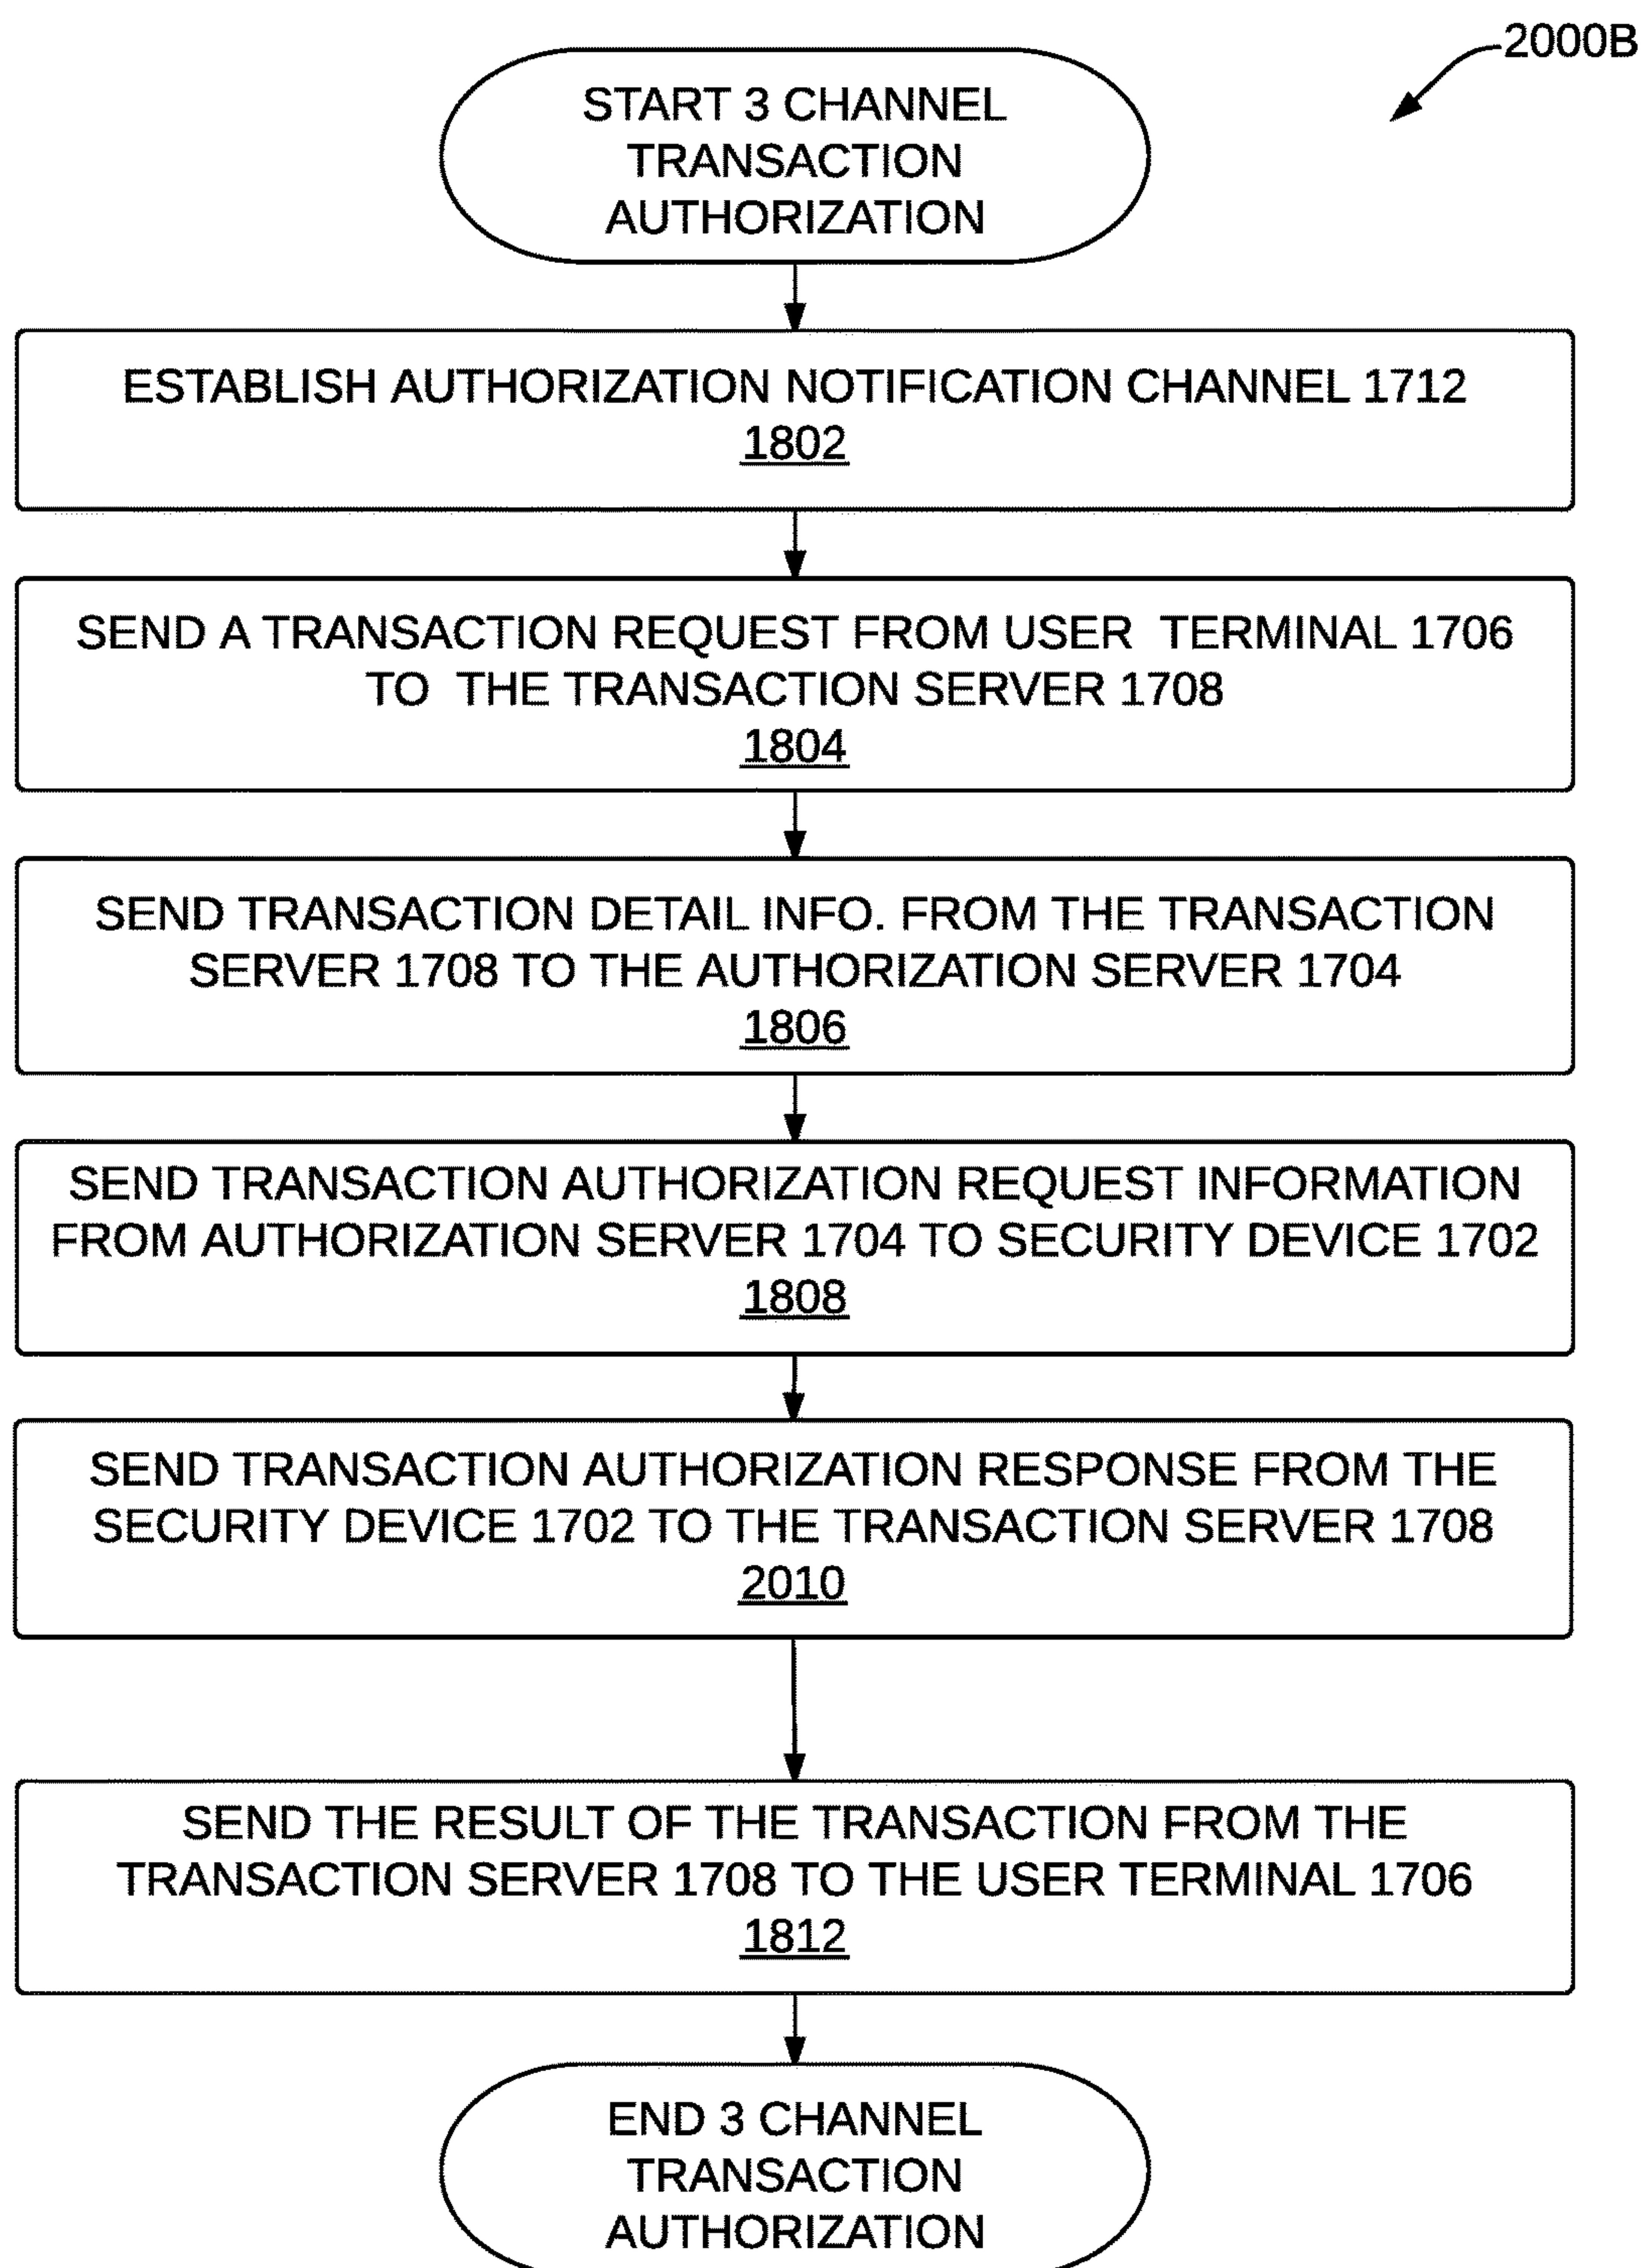 2000B
START 3 CHANNEL
TRANSACTION
AUTHORIZATION
ESTABLISH AUTHORIZATION NOTIFICATION CHANNEL 1712
1802
SEND A TRANSACTION REQUEST FROM USER TERMINAL 1706
TO THE TRANSACTION SERVER 1708
1804
SEND TRANSACTION DETAIL INFO. FROM THE TRANSACTION
SERVER 1708 TO THE AUTHORIZATION SERVER 1704
1806
SEND TRANSACTION AUTHORIZATION REQUEST INFORMATION
FROM AUTHORIZATION SERVER 1704 TO SECURITY DEVICE 1702
1808
SEND TRANSACTION AUTHORIZATION RESPONSE FROM THE
SECURITY DEVICE 1702 TO THE TRANSACTION SERVER 1708
2010
SEND THE RESULT OF THE TRANSACTION FROM THE
TRANSACTION SERVER 1708 TO THE USER TERMINAL 1706
1812
END 3 CHANNEL
TRANSACTION
AUTHORIZATION